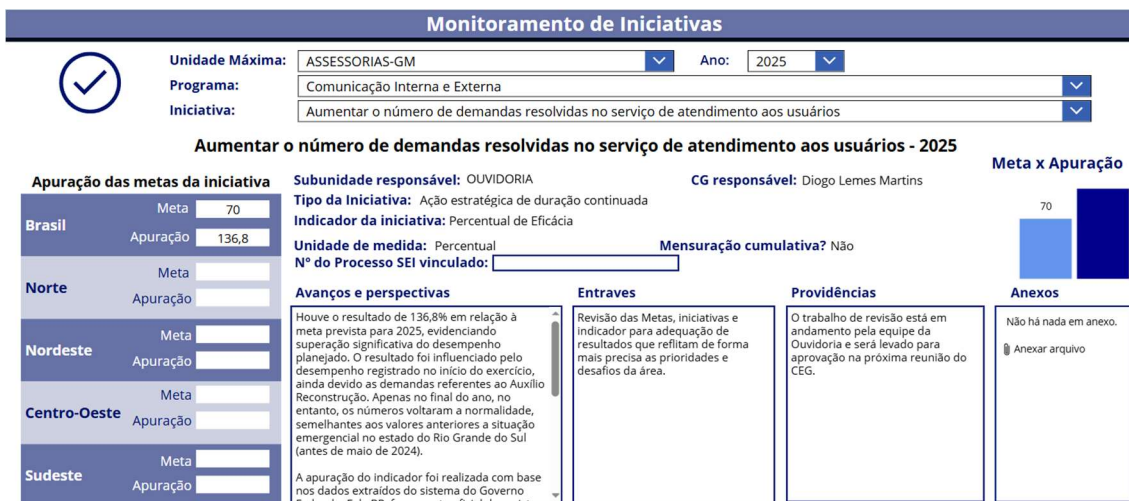 Monitoramento de Iniciativas
Unidade Máxima: ASSESSORIAS-GM Ano: 2025
Programa: Comunicação Interna e Externa
Iniciativa: Aumentar o número de demandas resolvidas no serviço de atendimento aos usuários
Aumentar o número de demandas resolvidas no serviço de atendimento aos usuários - 2025
Meta x Apuração
70
Apuração das metas da iniciativa
Brasil
Meta 70
Apuração 136,8
Norte
Meta
Apuração
Nordeste
Meta
Apuração
Centro-Oeste
Meta
Apuração
Sudeste
Meta
Apuração
Subunidade responsável: OUVIDORIA CG responsável: Diogo Lemes Martins
Tipo da Iniciativa: Ação estratégica de duração continuada
Indicador da iniciativa: Percentual de Eficácia
Unidade de medida: Percentual Mensuração cumulativa? Não
Nº do Processo SEI vinculado:
Avanços e perspectivas
Houve o resultado de 136,8% em relação à
meta prevista para 2025, evidenciando
superação significativa do desempenho
planejado. O resultado foi influenciado pelo
desempenho registrado no início do exercício,
ainda devido as demandas referentes ao Auxílio
Reconstrução. Apenas no final do ano, no
entanto, os números voltaram a normalidade,
semelhantes aos valores anteriores a situação
emergencial no estado do Rio Grande do Sul
(antes de maio de 2024).
A apuração do indicador foi realizada com base
nos dados extraídos do sistema do Governo
Entraves
Revisão das Metas, iniciativas e
indicador para adequação de
resultados que reflitam de forma
mais precisa as prioridades e
desafios da área.
Providências
O trabalho de revisão está em
andamento pela equipe da
Ouvidoria e será levado para
aprovação na próxima reunião do
CEG.
Anexos
Não há nada em anexo.
Anexar arquivo